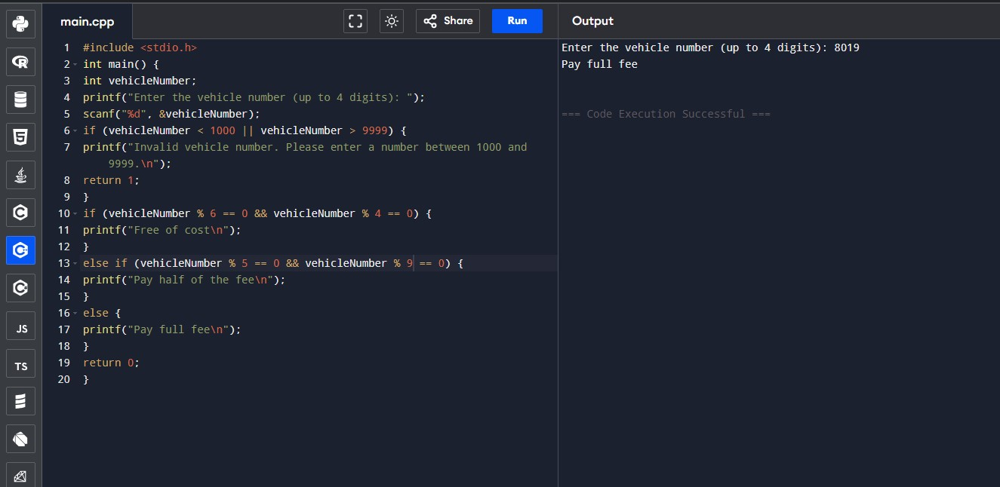 main.cpp
Share
Run
Output
1 #include <stdio.h>
2 int main() {
3 int vehicleNumber;
4 printf("Enter the vehicle number (up to 4 digits): ");
5 scanf("%d", &vehicleNumber);
6 if (vehicleNumber < 1000 || vehicleNumber > 9999) {
7 printf("Invalid vehicle number. Please enter a number between 1000 and
9999.\n");
8 return 1;
9 }
10 if (vehicleNumber % 6 == 0 && vehicleNumber % 4 == 0) {
11 printf("Free of cost\n");
12 }
13 else if (vehicleNumber % 5 == 0 && vehicleNumber % 9 == 0) {
14 printf("Pay half of the fee\n");
15 }
16 else {
17 printf("Pay full fee\n");
18 }
19 return 0;
20 }
Enter the vehicle number (up to 4 digits): 8019
Pay full fee
=== Code Execution Successful ===
R
5
C
C
C
JS
TS